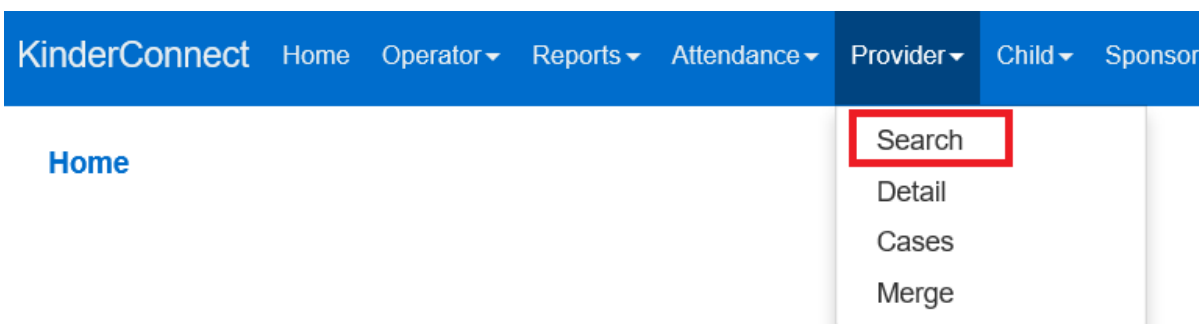 KinderConnect Home Operator Reports Attendance Provider Child Sponsor
Home
Search
Detail
Cases
Merge